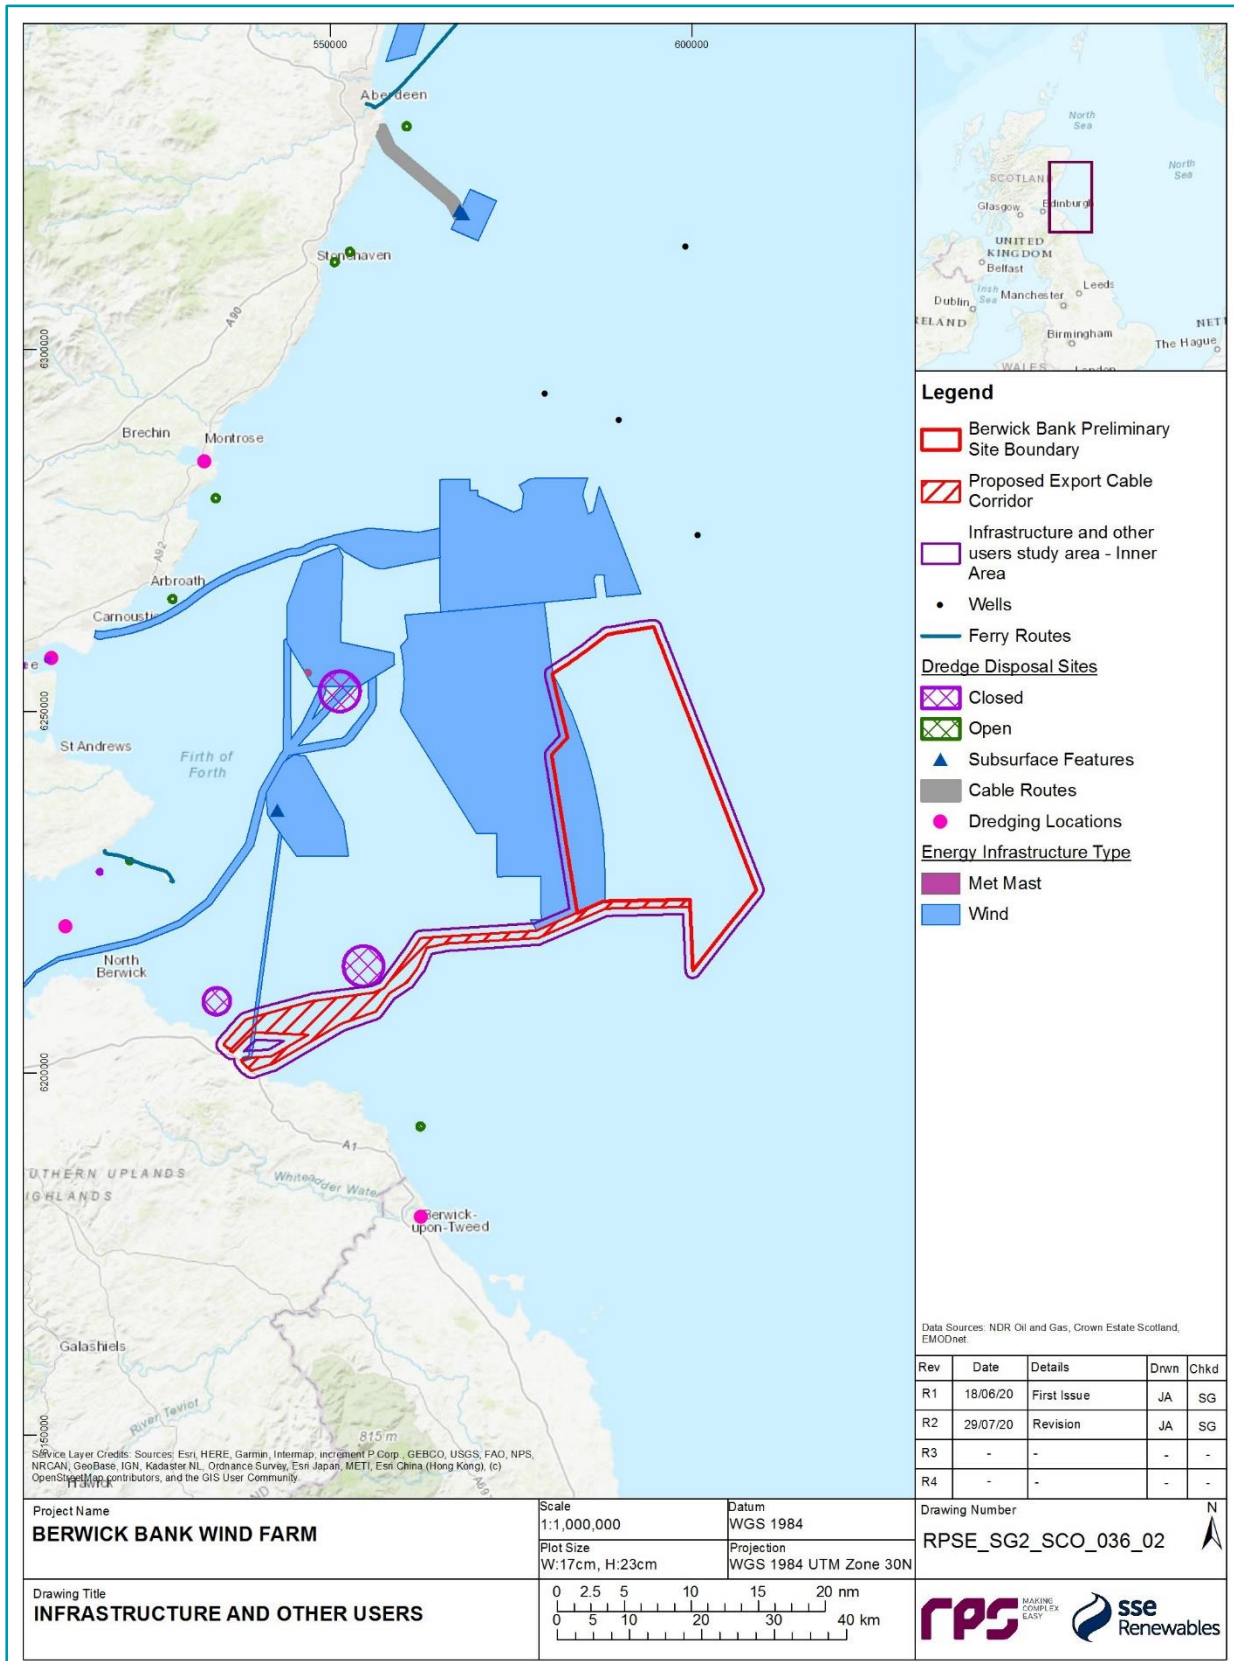 550000
600000
Aberdeen
Stonehaven
A90
6300000
Brechin
Montrose
A92
Arbroath
Carnoustie
ee
6250000
St Andrews
Firth of
Forth
North
Berwick
6200000
A1
UTHERN UPLANDS
IGHLANDS
Whiteadder Water
Berwick-
upon-Tweed
Galashiels
River Teviot
815 m
6150000
Hawick
A697
Service Layer Credits: Sources: Esri, HERE, Garmin, Intermap, increment P Corp., GEBCO, USGS, FAO, NPS,
NRCAN, GeoBase, IGN, Kadaster NL, Ordnance Survey, Esri Japan, METI, Esri China (Hong Kong), (c)
OpenStreetMap contributors, and the GIS User Community
North
Sea
North
Sea
SCOTLAND
Glasgow
Edinburgh
UNITED
KINGDOM
Belfast
Irish
Sea
Leeds
Manchester
Dublin
RELAND
Birmingham
NET
The Hague
WALES
London
Legend
Berwick Bank Preliminary
Site Boundary
Proposed Export Cable
Corridor
Infrastructure and other
users study area - Inner
Area
Wells
Ferry Routes
Dredge Disposal Sites
Closed
Open
Subsurface Features
Cable Routes
Dredging Locations
Energy Infrastructure Type
Met Mast
Wind
Data Sources: NDR Oil and Gas, Crown Estate Scotland,
EMODnet.
Rev Date Details Drwn Chkd
R1 18/06/20 First Issue JA SG
R2 29/07/20 Revision JA SG
R3 - - - -
R4 - - - -
Project Name
BERWICK BANK WIND FARM
Scale
1:1,000,000
Datum
WGS 1984
Plot Size
W:17cm, H:23cm
Projection
WGS 1984 UTM Zone 30N
Drawing Number
RPSE_SG2_SCO_036_02
N
Drawing Title
INFRASTRUCTURE AND OTHER USERS
0 2.5 5 10 15 20 nm
0 5 10 20 30 40 km
rps
MAKING
COMPLEX
EASY
sse
Renewables